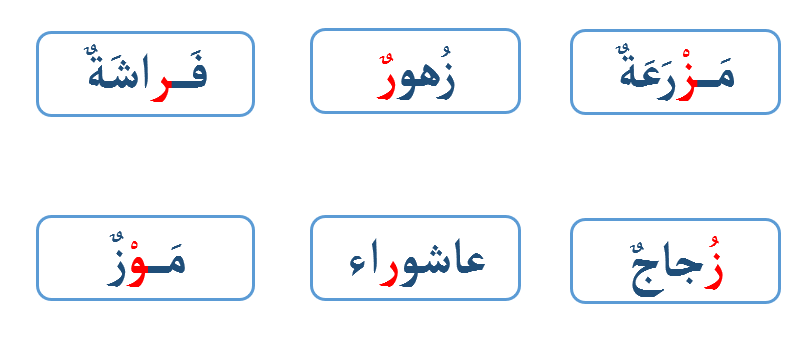 مَــزْرَعَةٌ
زُهورٌ
فَــراشَةٌ
زُجاجٌ
عاشوراء
مَــوْزٌ